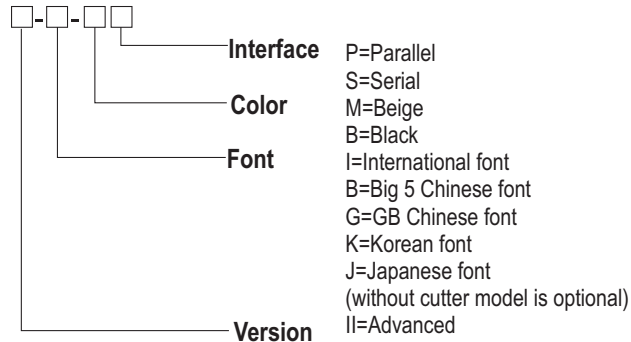 Interface P=Parallel
S=Serial
Color M=Beige
B=Black
Font I=International font
B=Big 5 Chinese font
G=GB Chinese font
K=Korean font
J=Japanese font
(without cutter model is optional)
Version II=Advanced